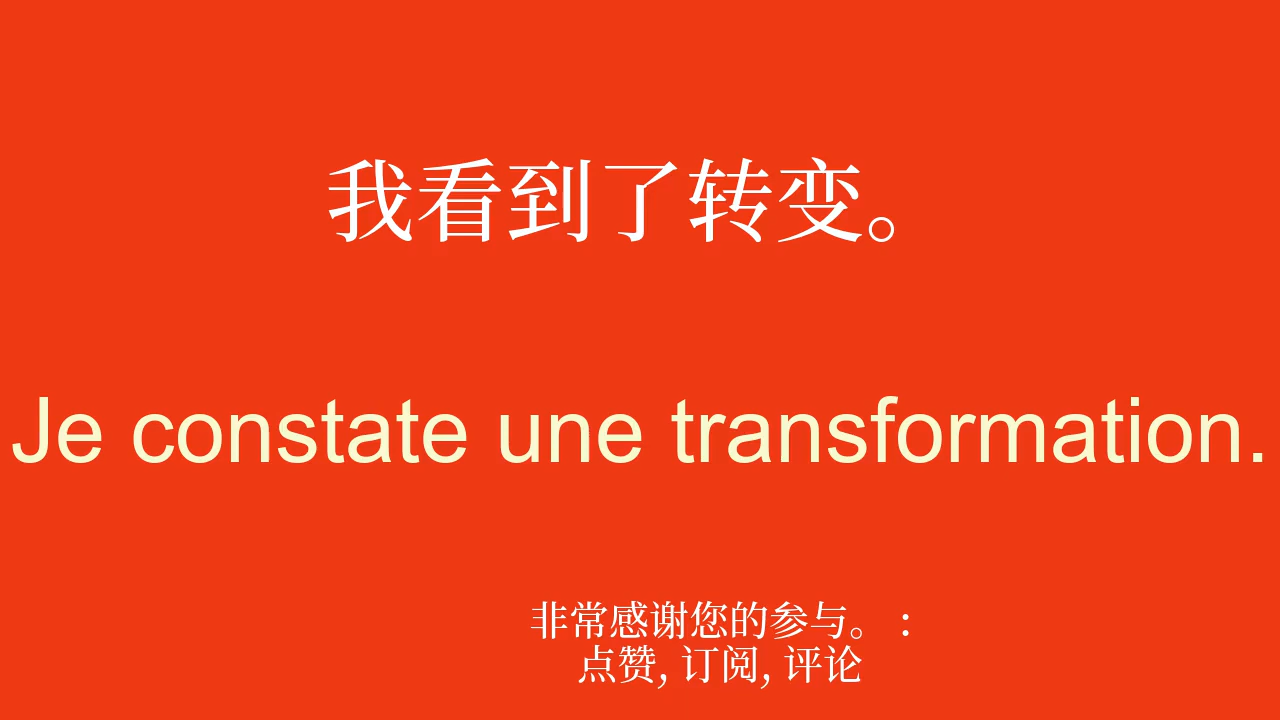 我看到了转变。
Je constate une transformation.
非常感谢您的参与。 :
点赞, 订阅, 评论